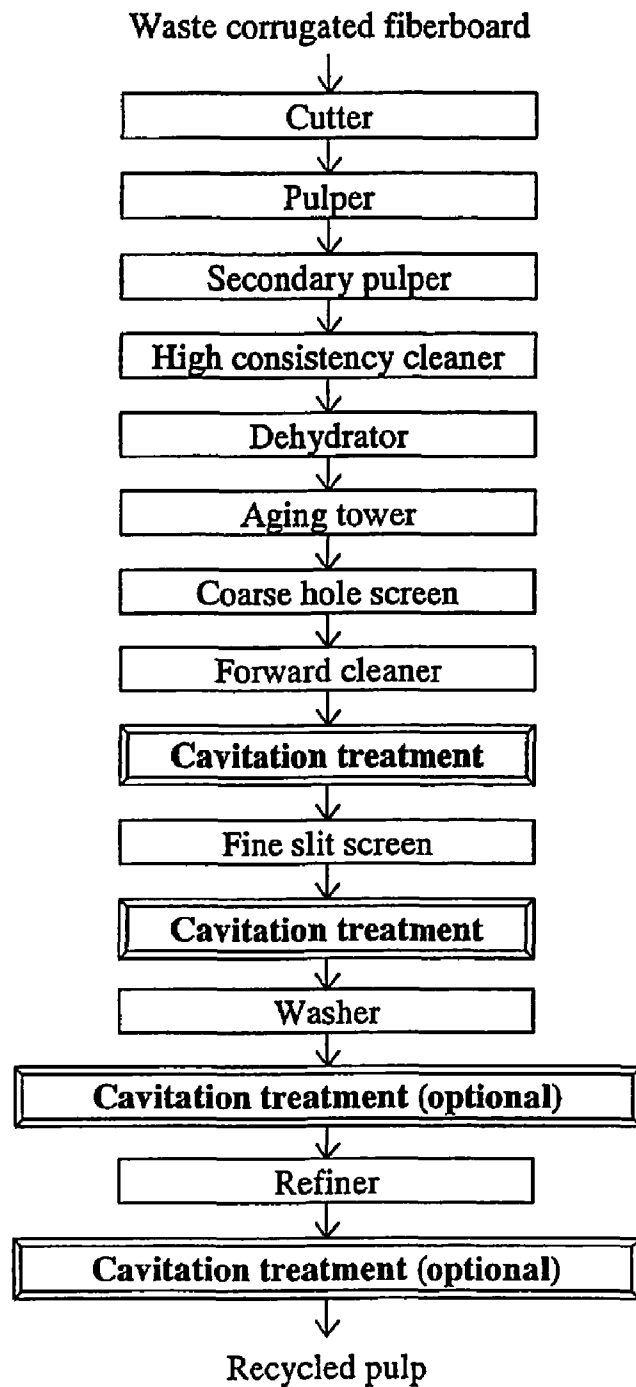 Waste corrugated fiberboard
Cutter
Pulper
Secondary pulper
High consistency cleaner
Dehydrator
Aging tower
Coarse hole screen
Forward cleaner
Cavitation treatment
Fine slit screen
Cavitation treatment
Washer
Cavitation treatment (optional)
Refiner
Cavitation treatment (optional)
Recycled pulp